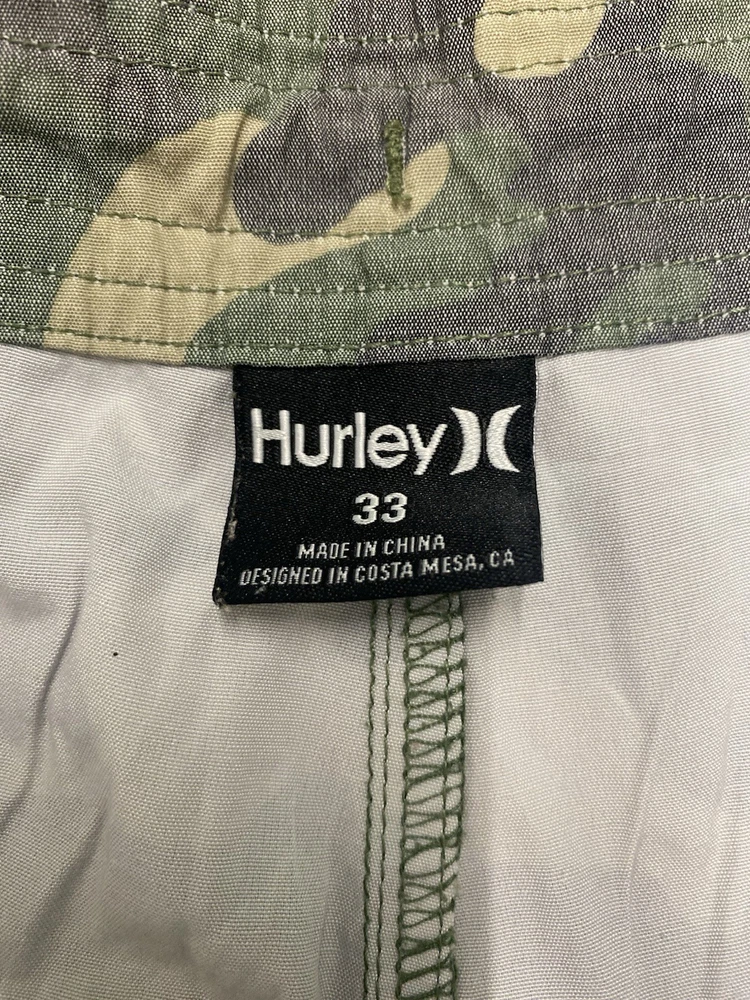 Hurley
33
MADE IN CHINA
DESIGNED IN COSTA MESA, CA